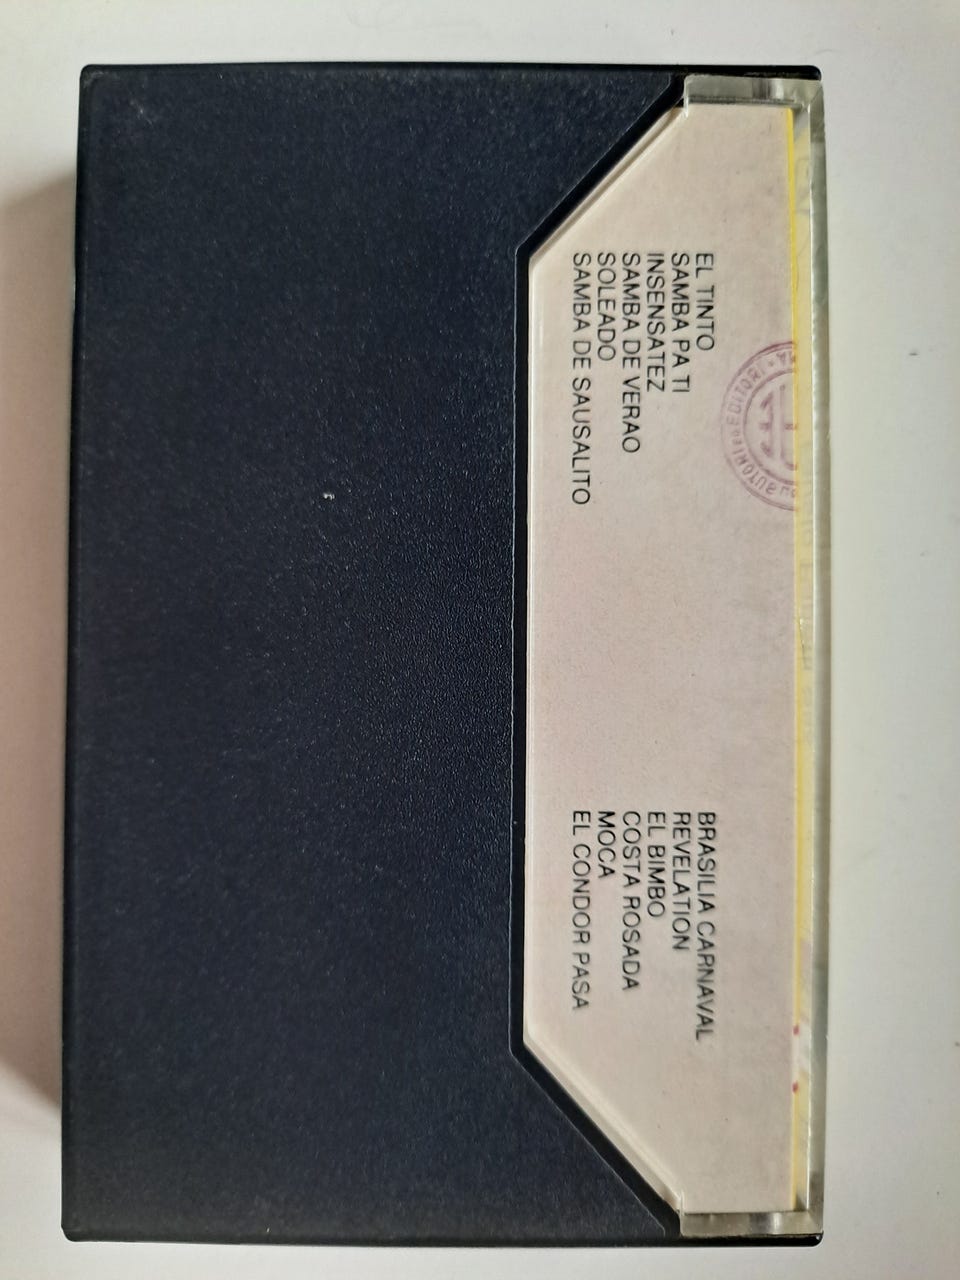 EL TINTO
SAMBA PA TI
INSENSATEZ
SAMBA DE VERAO
SOLEADO
SAMBA DE SAUSALITO
BRASILIA CARNAVAL
REVELATION
EL BIMBO
COSTA ROSADA
MOCA
EL CONDOR PASA